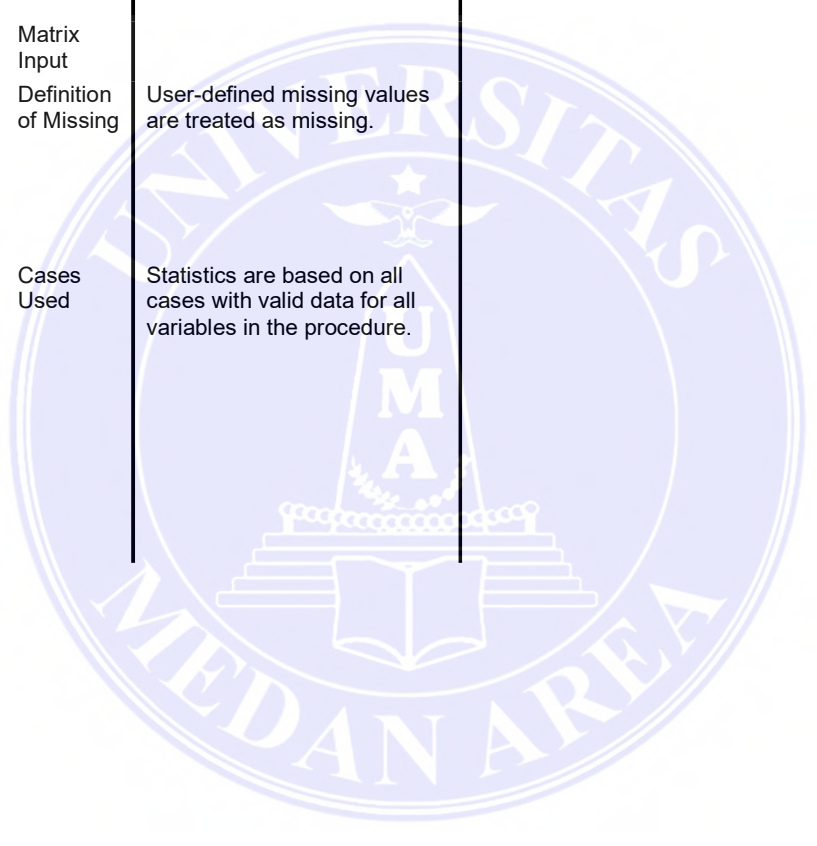 Matrix
Input
Definition
of Missing
User-defined missing values
are treated as missing.
Cases
Used
Statistics are based on all
cases with valid data for all
variables in the procedure.
UNIVERSITAS
UMA
MEDAN AREA